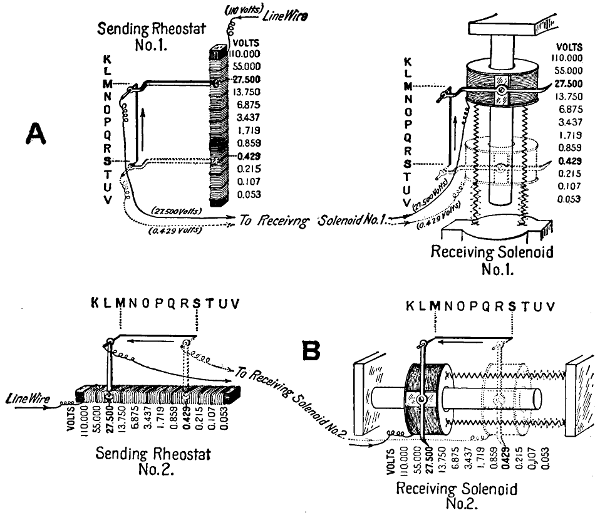 Sending Rheostat
No.1.
(110 Volts)
Line Wire
VOLTS
110.000
55.000
27.500
13.750
6.875
3.437
1.719
0.859
0.429
0.215
0.107
0.053
K
L
M
N
O
P
Q
R
S
T
U
V
A
(27.500 Volts)
(0.429 Volts)
To Receivng Solenoid No.1.
(27.500 Volts)
(0.429 Volts)
K
L
M
N
O
P
Q
R
S
T
U
V
VOLTS
110.000
55.000
27.500
13.750
6.875
3.437
1.719
0.859
0.429
0.215
0.107
0.053
Receiving Solenoid
No.1.
K L M N O P Q R S T U V
To Receiving Solenoid No.2.
Line Wire
VOLTS
110.000
55.000
27.500
13.750
6.875
3.437
1.719
0.859
0.429
0.215
0.107
0.053
Sending Rheostat
No.2.
B
K L M N O P Q R S T U V
VOLTS
110.000
55.000
27.500
13.750
6.875
3.437
1.719
0.859
0.429
0.215
0,107
0.053
Receiving Solenoid
No.2.